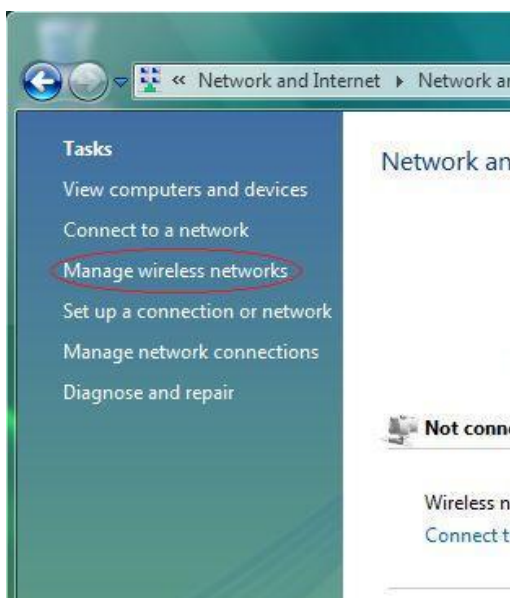 « Network and Internet ▸ Network
Tasks
View computers and devices
Connect to a network
Manage wireless networks
Set up a connection or network
Manage network connections
Diagnose and repair
Network an
Not conn
Wireless n
Connect t